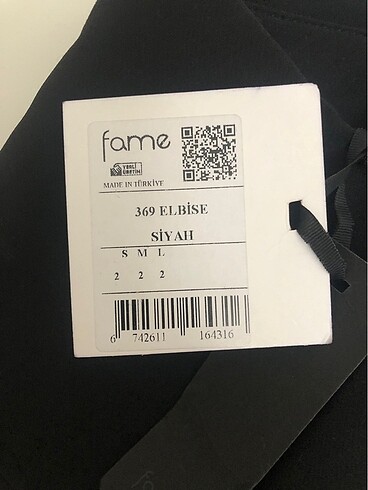 fame
YERLİ
ÜRETİM
MADE IN TÜRKİYE
369 ELBİSE
SİYAH
S M L
2 2 2
6 742611 164316